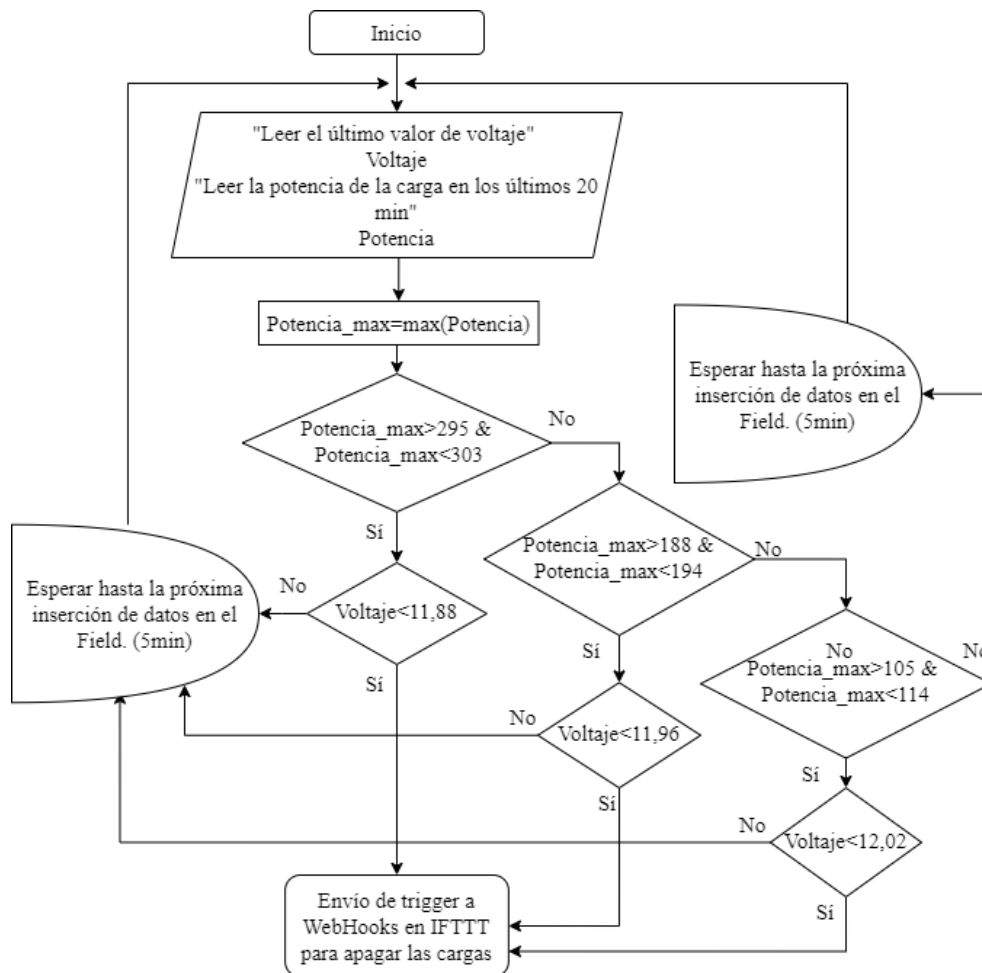 Inicio
"Leer el último valor de voltaje"
Voltaje
"Leer la potencia de la carga en los últimos 20
min"
Potencia
Potencia_max=max(Potencia)
Potencia_max>295 &
Potencia_max<303
No
Sí
Esperar hasta la próxima
inserción de datos en el
Field. (5min)
Potencia_max>188 &
Potencia_max<194
No
Sí
Esperar hasta la próxima
inserción de datos en el
Field. (5min)
No
Voltaje<11,88
Sí
No
No
Potencia_max>105 &
Potencia_max<114
Sí
No
Voltaje<11,96
Sí
No
Voltaje<12,02
Sí
Envío de trigger a
WebHooks en IFTTT
para apagar las cargas